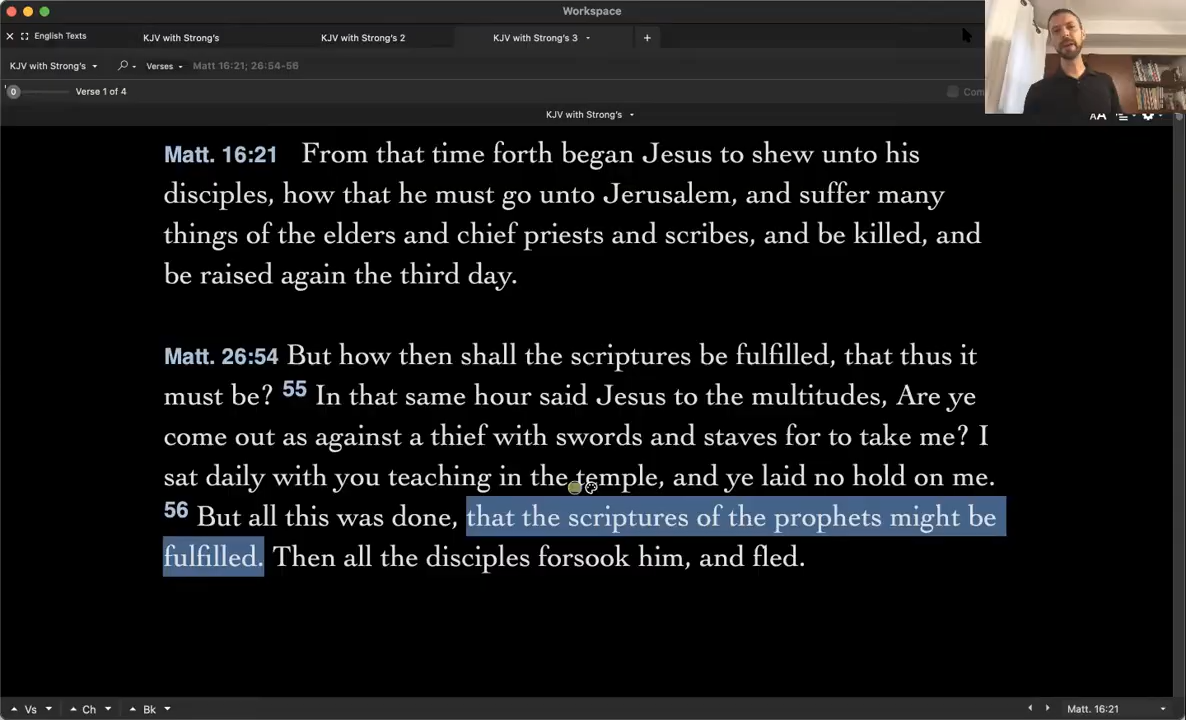 Workspace
English Texts
KJV with Strong's
KJV with Strong's 2
KJV with Strong's 3
+
KJV with Strong's
Verses
Matt 16:21; 26:54-56
0
Verse 1 of 4
KJV with Strong's
AA
Matt. 16:21 From that time forth began Jesus to shew unto his
disciples, how that he must go unto Jerusalem, and suffer many
things of the elders and chief priests and scribes, and be killed, and
be raised again the third day.
Matt. 26:54 But how then shall the scriptures be fulfilled, that thus it
must be? 55 In that same hour said Jesus to the multitudes, Are ye
come out as against a thief with swords and staves for to take me? I
sat daily with you teaching in the temple, and ye laid no hold on me.
56 But all this was done, that the scriptures of the prophets might be
fulfilled. Then all the disciples forsook him, and fled.
Vs
Ch
Bk
Matt. 16:21